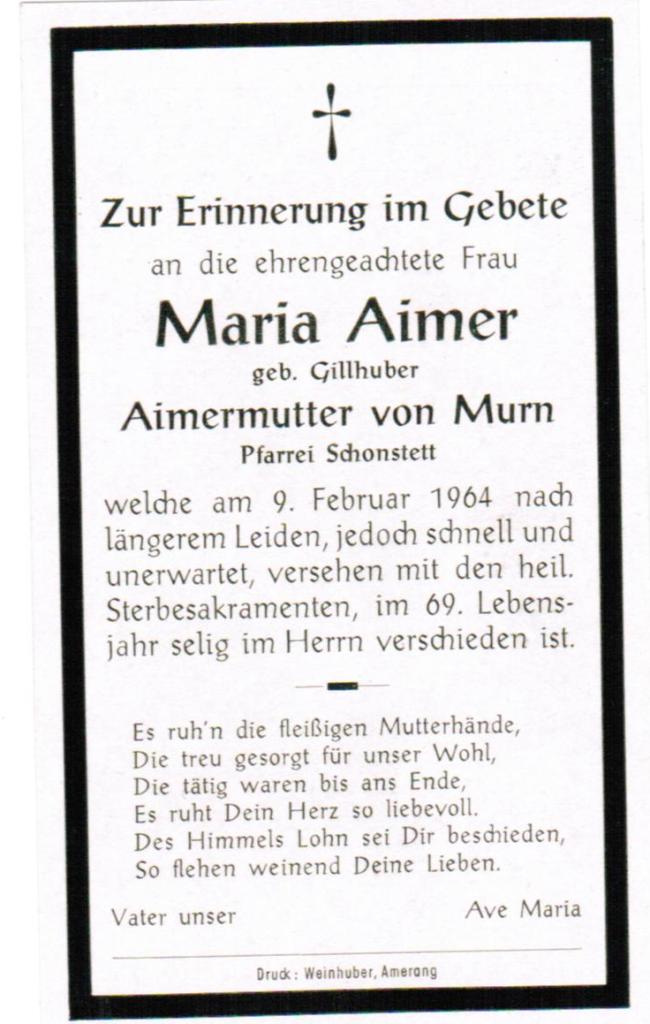 Zur Erinnerung im Gebete
an die ehrengeachtete Frau
Maria Aimer
geb. Gillhuber
Aimermutter von Murn
Pfarrei Schonstett
welche am 9. Februar 1964 nach
längerem Leiden, jedoch schnell und
unerwartet, versehen mit den heil.
Sterbesakramenten, im 69. Lebens-
jahr selig im Herrn verschieden ist.
Es ruh'n die fleißigen Mutterhände,
Die treu gesorgt für unser Wohl,
Die tätig waren bis ans Ende,
Es ruht Dein Herz so liebevoll.
Des Himmels Lohn sei Dir beschieden,
So flehen weinend Deine Lieben.
Vater unser Ave Maria
Druck: Weinhuber, Amerang